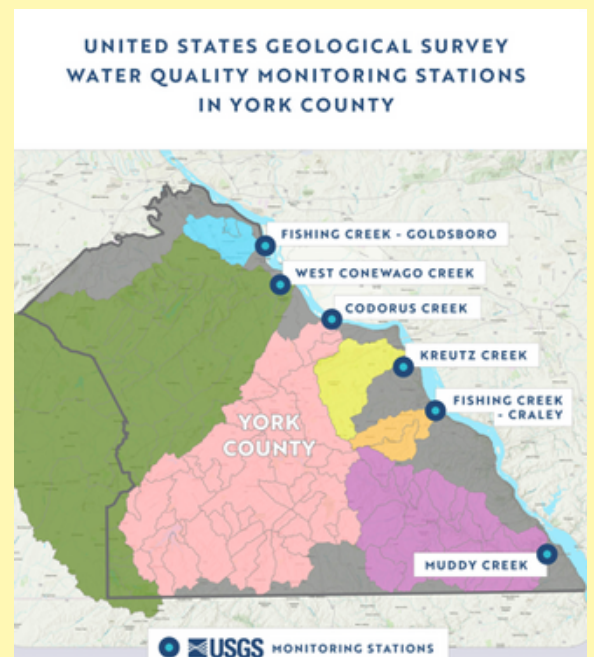 UNITED STATES GEOLOGICAL SURVEY
WATER QUALITY MONITORING STATIONS
IN YORK COUNTY
FISHING CREEK - GOLDSBORO
WEST CONEWAGO CREEK
CODORUS CREEK
KREUTZ CREEK
FISHING CREEK
- CRALEY
YORK
COUNTY
MUDDY CREEK
USGS MONITORING STATIONS